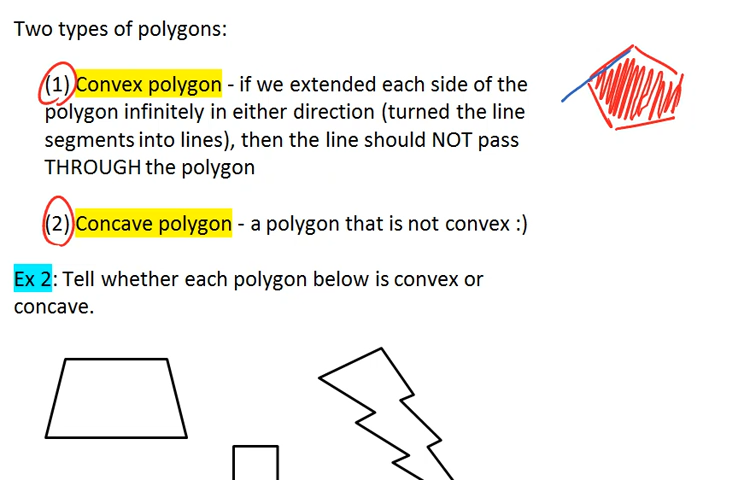 Two types of polygons:
(1) Convex polygon - if we extended each side of the
polygon infinitely in either direction (turned the line
segments into lines), then the line should NOT pass
THROUGH the polygon
(2) Concave polygon - a polygon that is not convex :)
Ex 2: Tell whether each polygon below is convex or
concave.